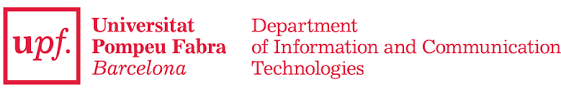 upf.
Universitat
Pompeu Fabra
Barcelona
Department
of Information and Communication
Technologies